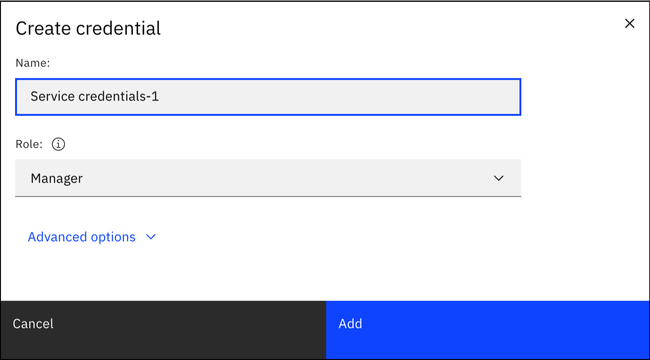 Create credential
Name:
Service credentials-1
Role:
Manager
Advanced options
Cancel
Add